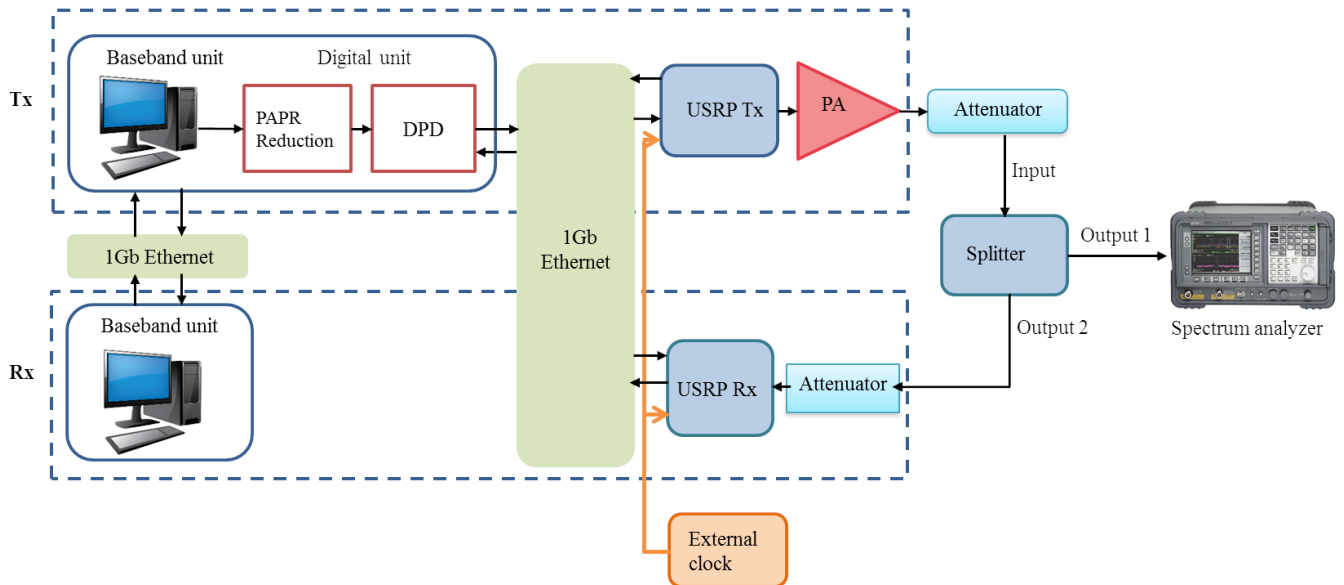 Baseband unit
Digital unit
Tx
PAPR
Reduction
DPD
USRP Tx
PA
Attenuator
Input
1Gb Ethernet
1Gb
Ethernet
Splitter
Output 1
Output 2
Spectrum analyzer
Baseband unit
Rx
USRP Rx
Attenuator
External
clock